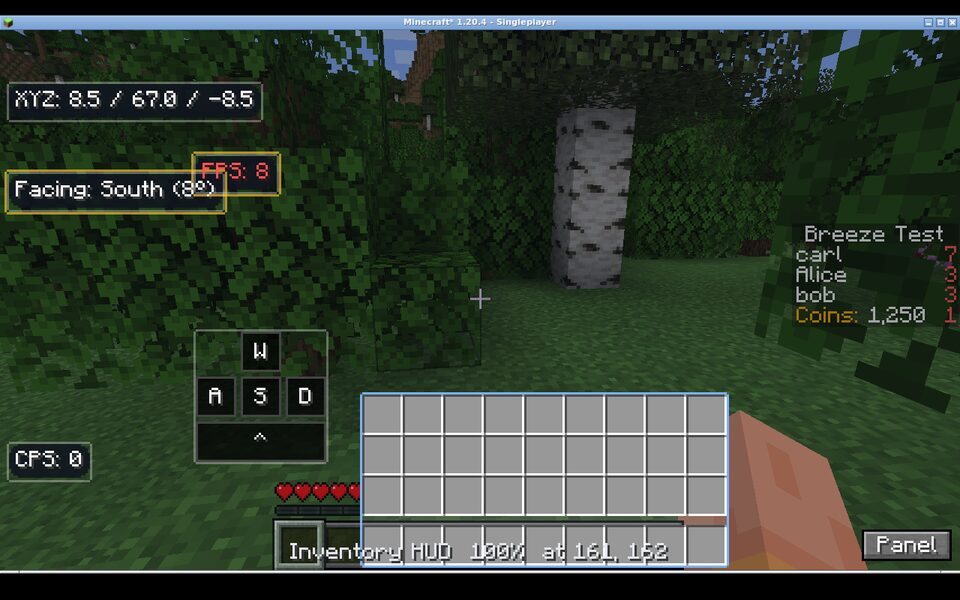 Minecraft* 1.20.4 - Singleplayer
XYZ: 8.5 / 67.0 / -8.5
FPS: 8
Facing: South (8°)
Breeze Test
carl 7
Alice 3
bob 3
Coins: 1,250 1
W
A S D
^
CPS: 0
Inventory HUD 100% at 161, 162
Panel